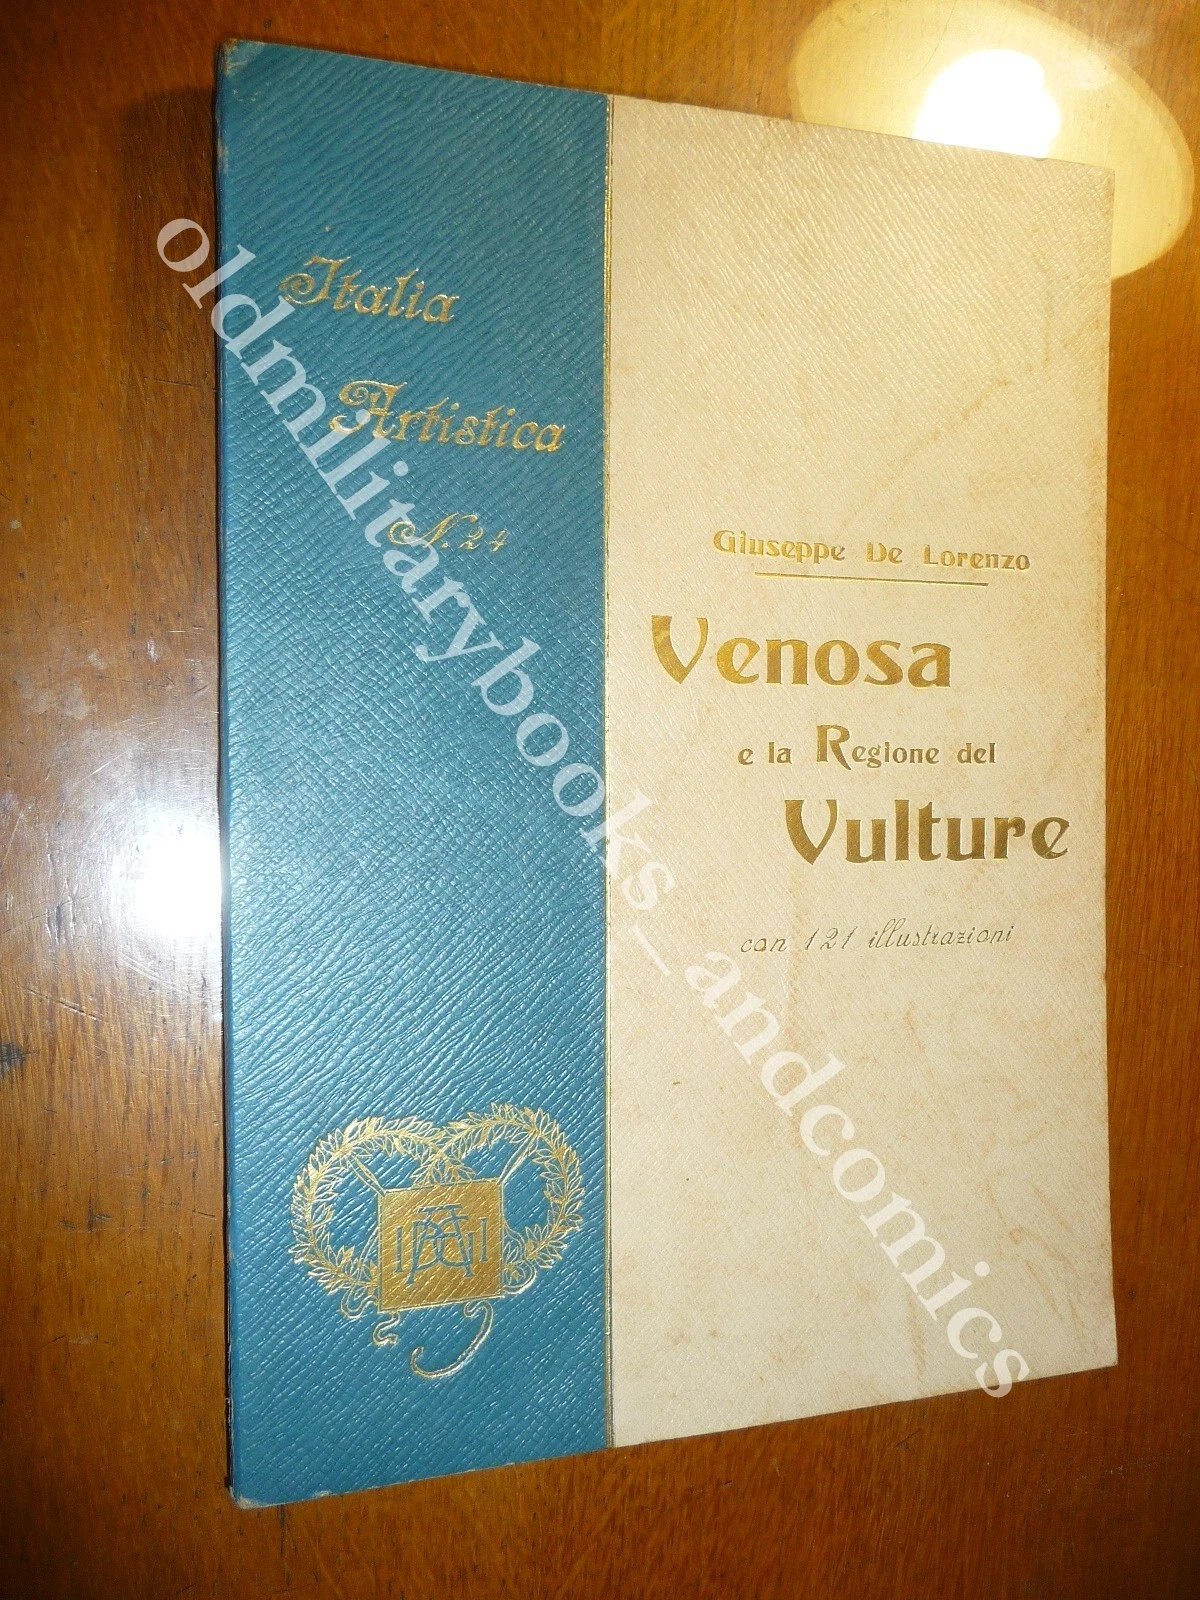 Italia
Artistica
N. 24
Giuseppe De Lorenzo
Venosa
e la Regione del
Vulture
con 121 illustrazioni
oldmilitarybooks_andcomics